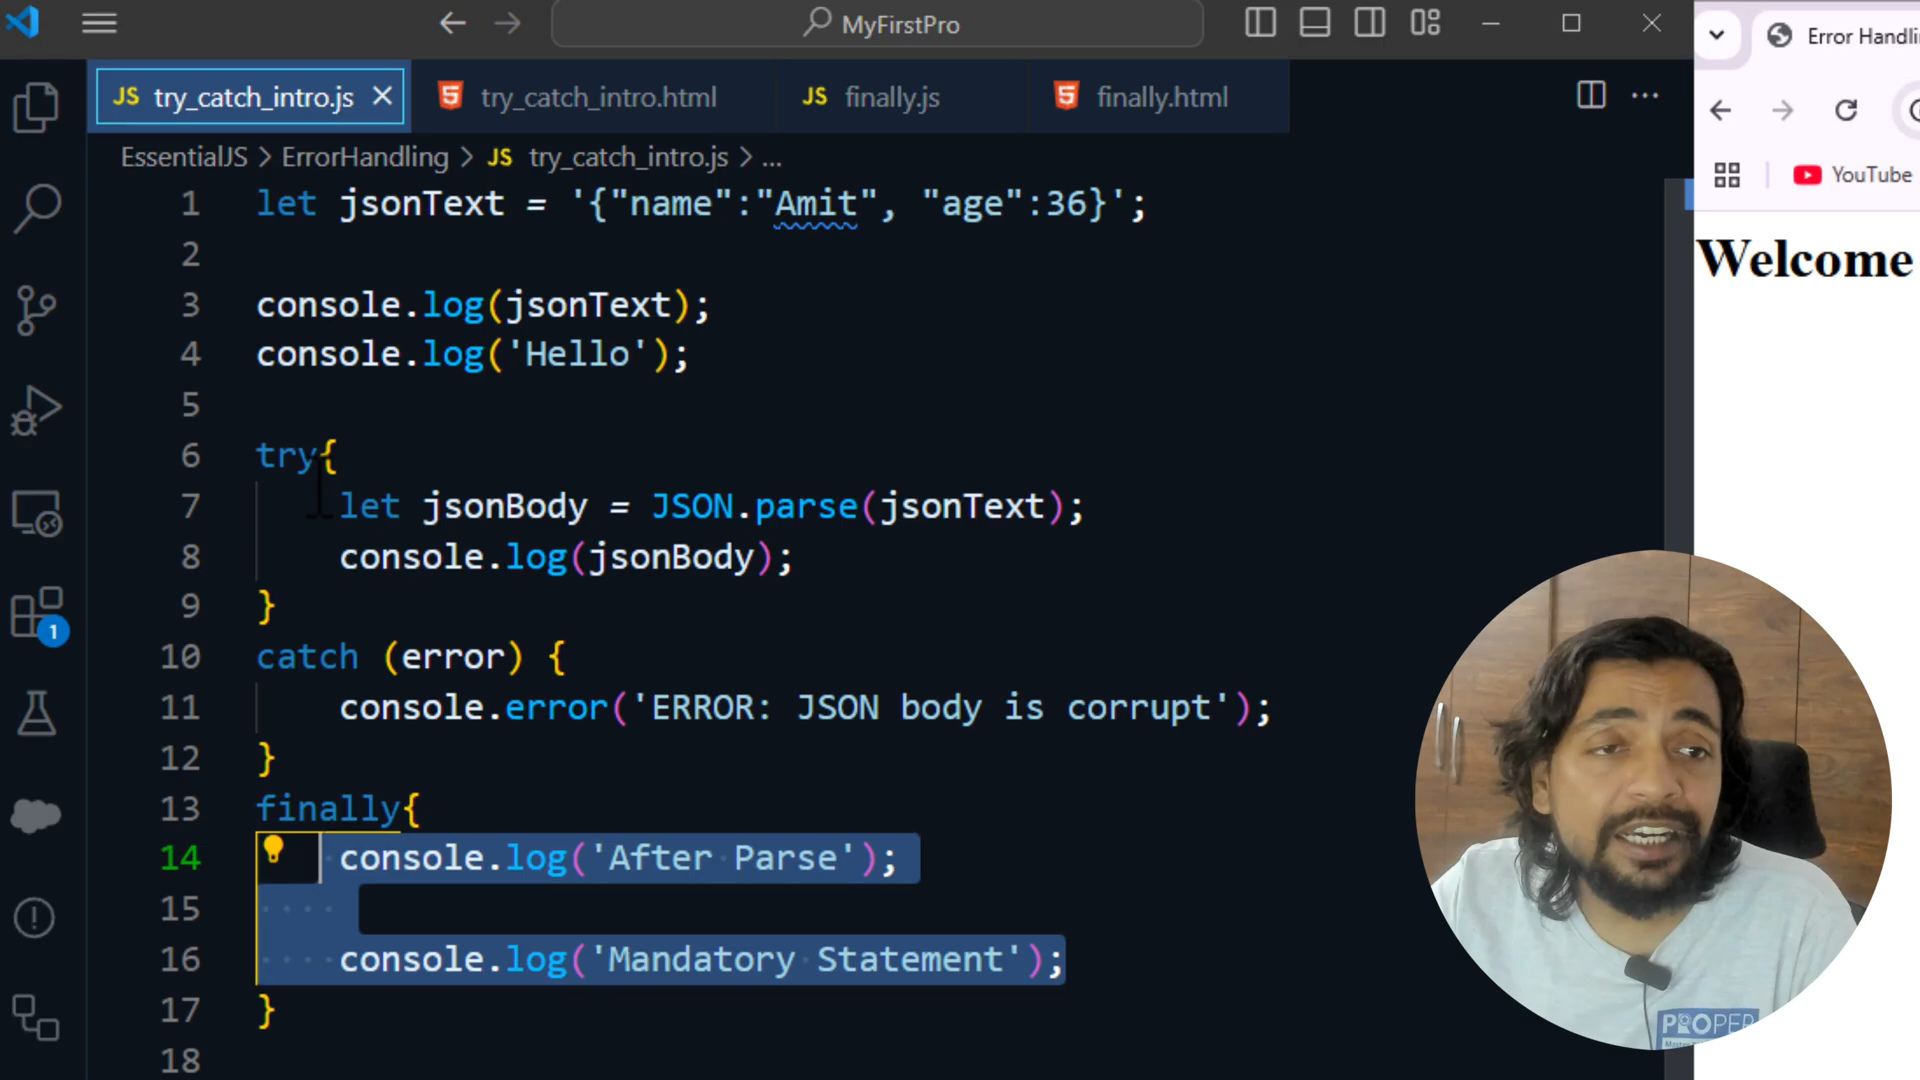 MyFirstPro
JS try_catch_intro.js
5 try_catch_intro.html
JS finally.js
5 finally.html
EssentialJS > ErrorHandling > JS try_catch_intro.js > ...
1 let jsonText = '{"name":"Amit", "age":36}';
2
3 console.log(jsonText);
4 console.log('Hello');
5
6 try{
7 let jsonBody = JSON.parse(jsonText);
8 console.log(jsonBody);
9 }
10 catch (error) {
11 console.error('ERROR: JSON body is corrupt');
12 }
13 finally{
14 console.log('After Parse');
15
16 console.log('Mandatory Statement');
17 }
18
1
Error Handli
YouTube
Welcome
PROPER